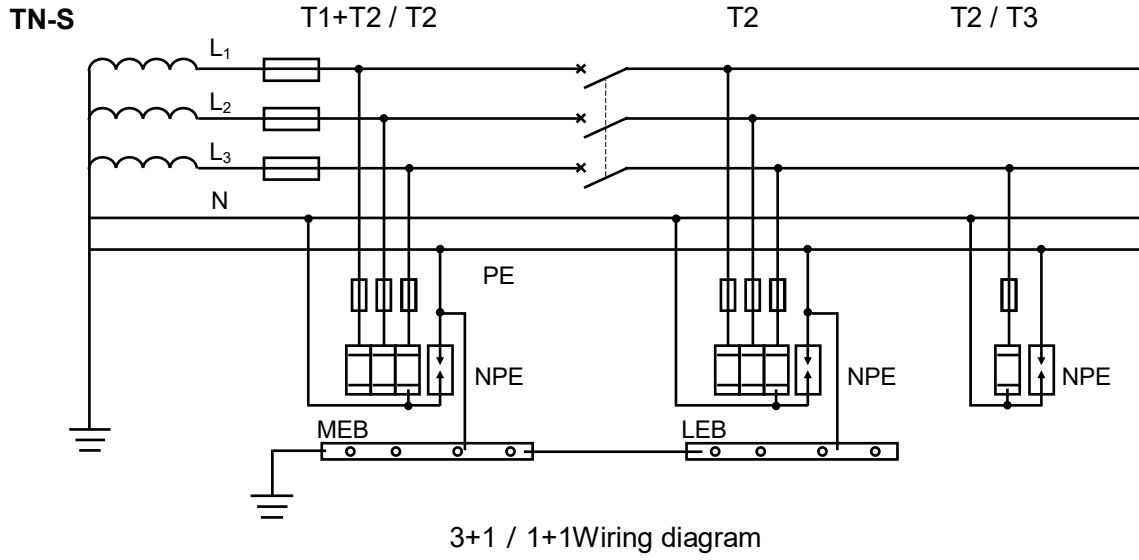 TN-S T1+T2 / T2 T2 T2 / T3
L₁
L₂
L₃
N
PE
NPE NPE NPE
MEB LEB
3+1 / 1+1Wiring diagram